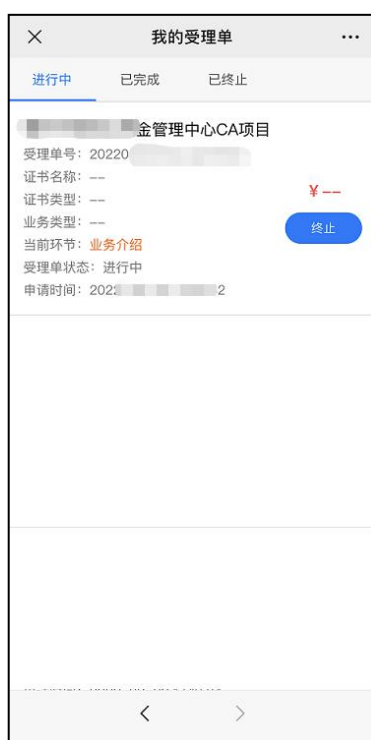 我的受理单
进行中 已完成 已终止
金管理中心CA项目
受理单号：20220
证书名称：--
证书类型：--
¥ --
业务类型：--
终止
当前环节：业务介绍
受理单状态：进行中
申请时间：202 2